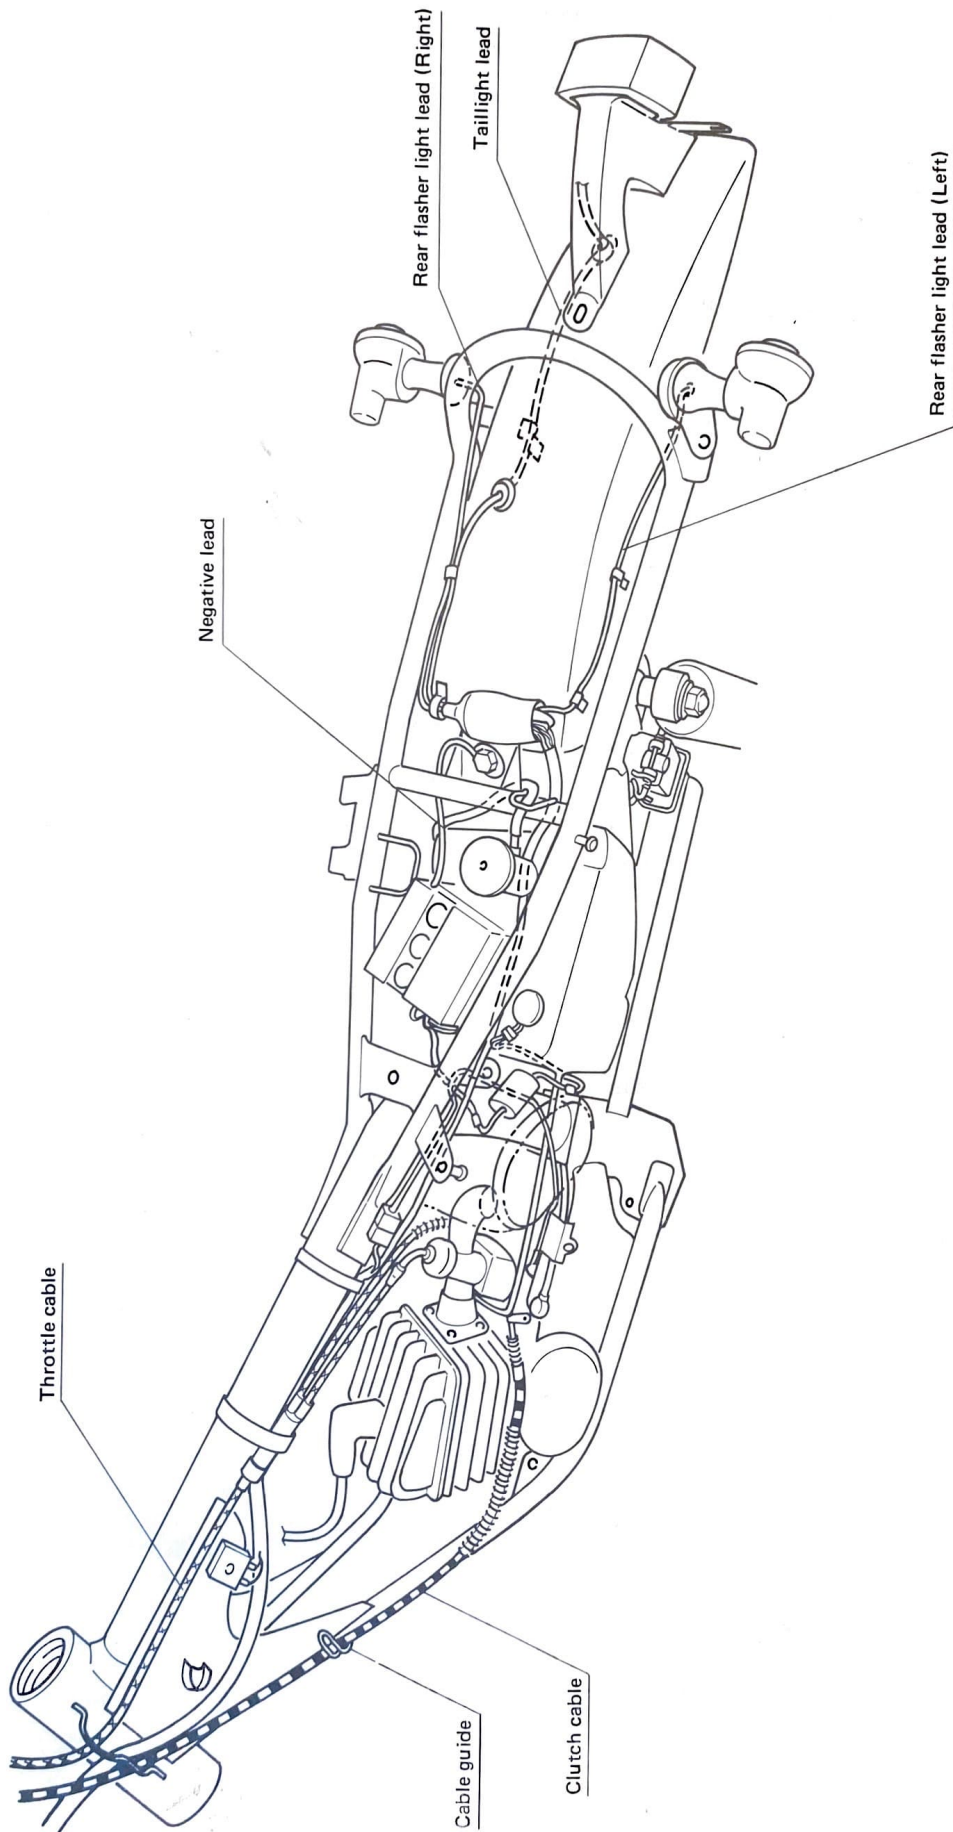 Throttle cable
Cable guide
Clutch cable
Negative lead
Rear flasher light lead (Right)
Taillight lead
Rear flasher light lead (Left)